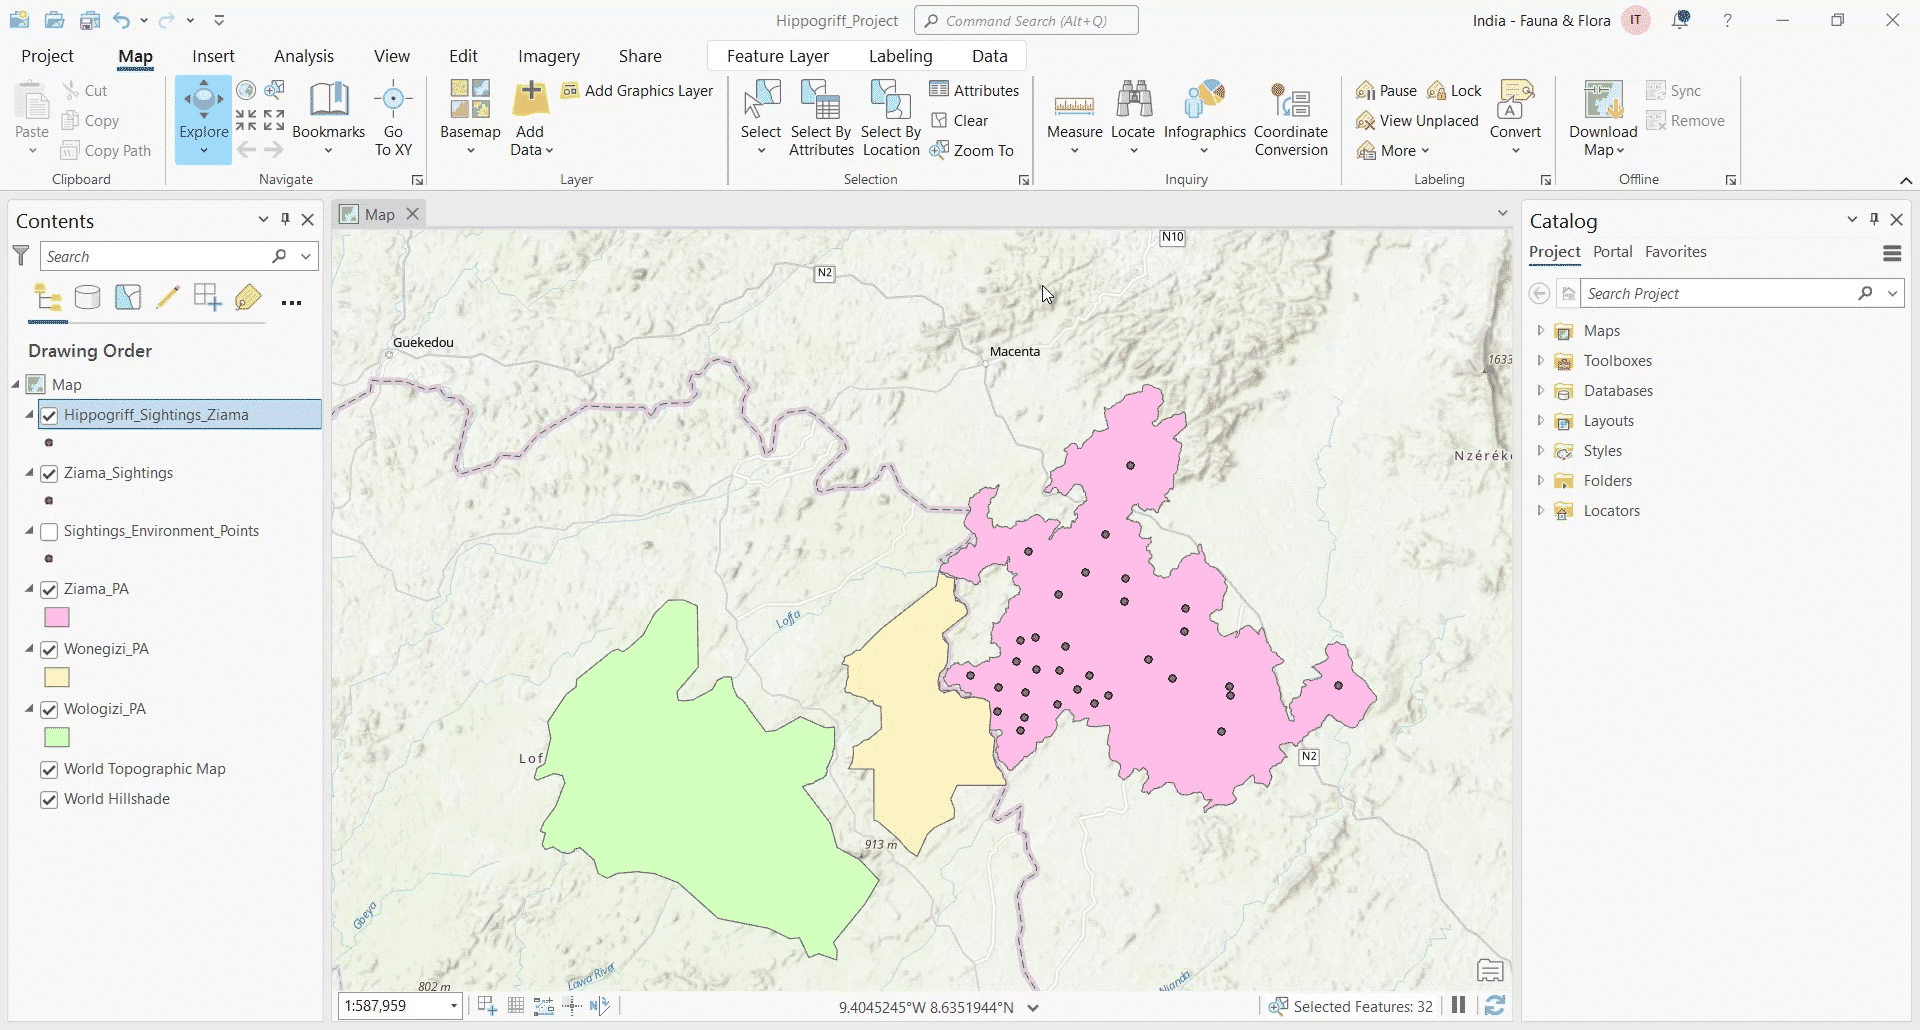 Hippogriff_Project
Command Search (Alt+Q)
India - Fauna & Flora
IT
?
Project
Map
Insert
Analysis
View
Edit
Imagery
Share
Feature Layer
Labeling
Data
Paste
Cut
Copy
Copy Path
Clipboard
Explore
Bookmarks
Go
To XY
Navigate
Basemap
Add
Data
Add Graphics Layer
Layer
Select
Select By
Attributes
Select By
Location
Attributes
Clear
Zoom To
Selection
Measure
Locate
Infographics
Coordinate
Conversion
Inquiry
Pause
Lock
View Unplaced
More
Convert
Labeling
Download
Map
Sync
Remove
Offline
Contents
Search
Drawing Order
Map
Hippogriff_Sightings_Ziama
Ziama_Sightings
Sightings_Environment_Points
Ziama_PA
Wonegizi_PA
Wologizi_PA
World Topographic Map
World Hillshade
Map
N10
N2
Guekedou
Macenta
1633
Nzéréko
Loffa
Lof
N2
913 m
Gbeya
Lawa River
802 m
Nianda
1:587,959
9.4045245°W 8.6351944°N
Selected Features: 32
Catalog
Project
Portal
Favorites
Search Project
Maps
Toolboxes
Databases
Layouts
Styles
Folders
Locators